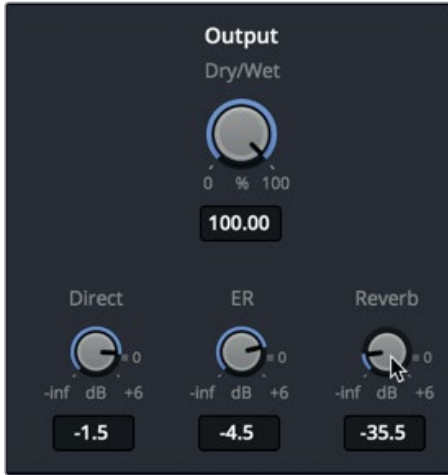 Output
Dry/Wet
0 % 100
100.00
Direct ER Reverb
0 0 0
-inf dB +6 -inf dB +6 -inf dB +6
-1.5 -4.5 -35.5